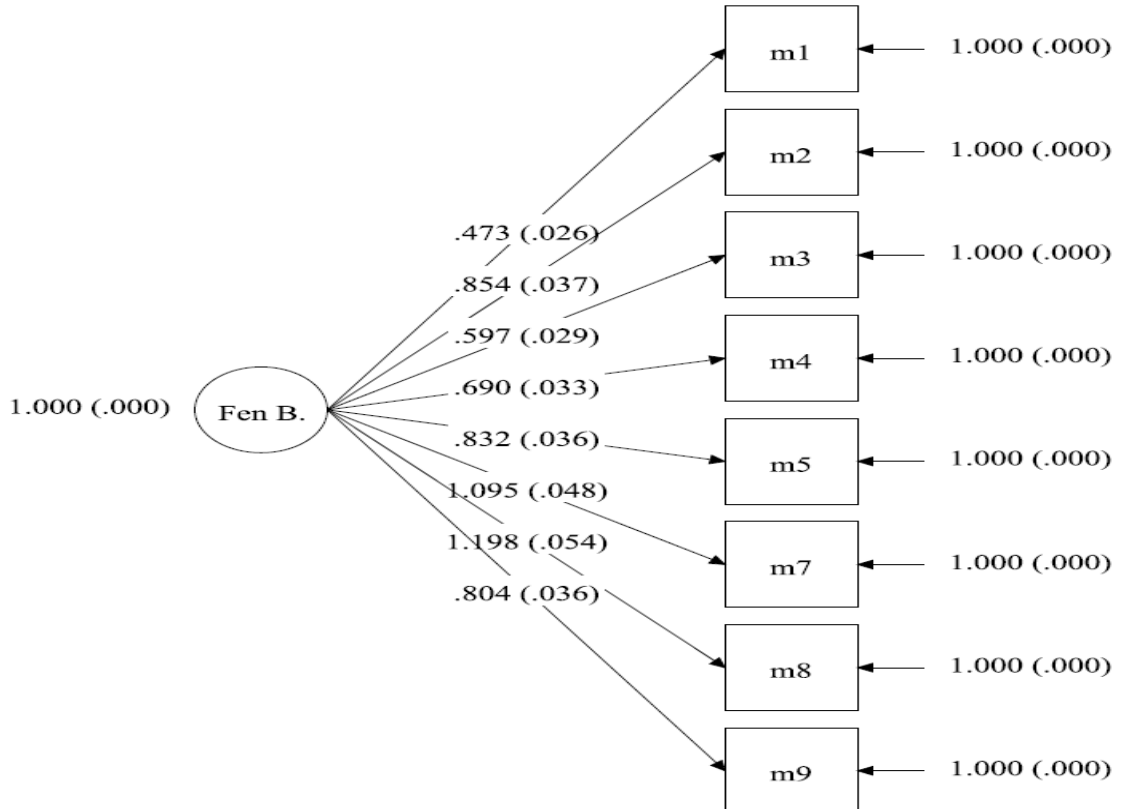 m1
1.000 (.000)
m2
1.000 (.000)
.473 (.026)
m3
1.000 (.000)
.854 (.037)
.597 (.029)
m4
1.000 (.000)
.690 (.033)
1.000 (.000)
Fen B.
.832 (.036)
m5
1.000 (.000)
1.095 (.048)
1.198 (.054)
m7
1.000 (.000)
.804 (.036)
m8
1.000 (.000)
m9
1.000 (.000)